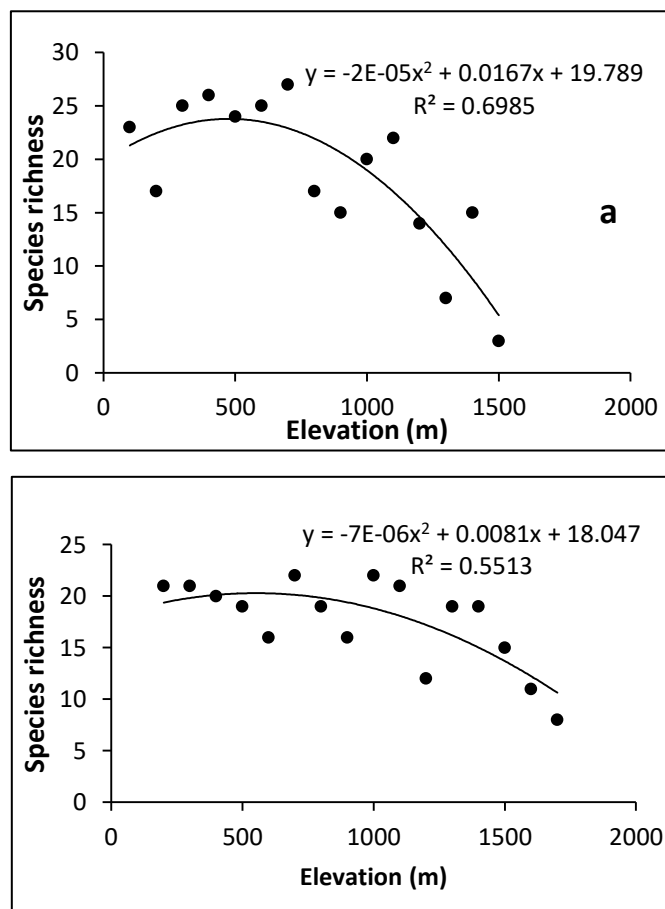 30
25
20
15
10
5
0
Species richness
y = -2E-05x² + 0.0167x + 19.789
R² = 0.6985
a
0 500 1000 1500 2000
Elevation (m)
25
20
15
10
5
0
Species richness
y = -7E-06x² + 0.0081x + 18.047
R² = 0.5513
0 500 1000 1500 2000
Elevation (m)